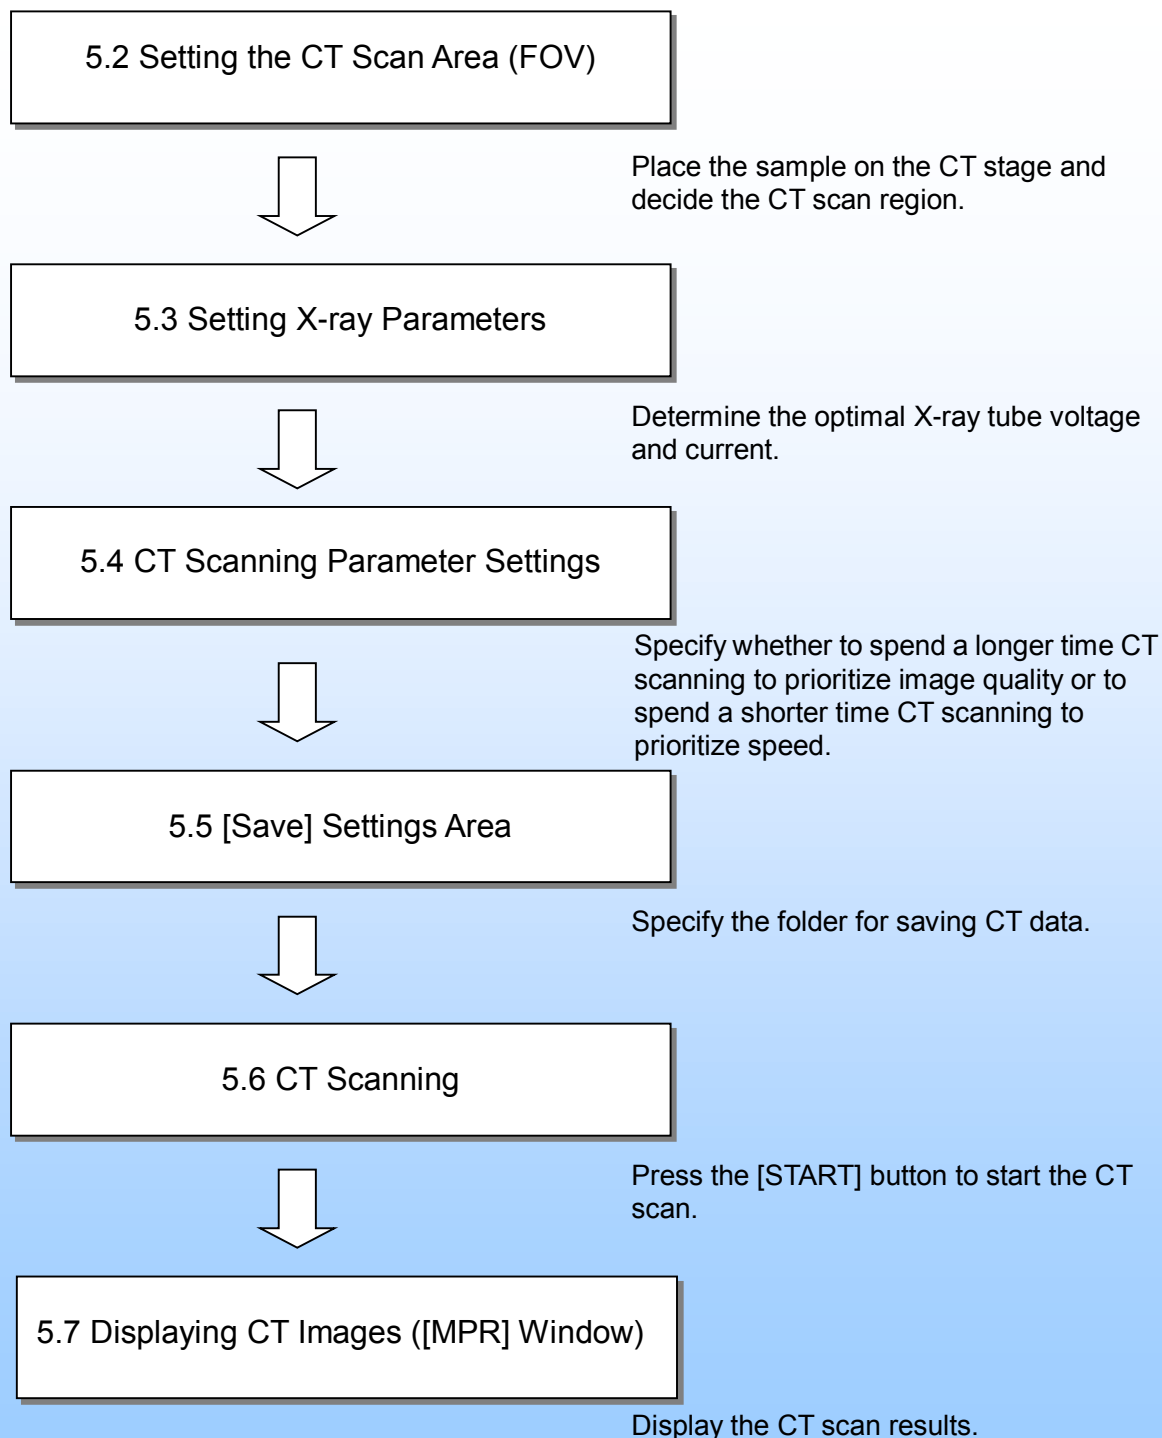 5.2 Setting the CT Scan Area (FOV)
Place the sample on the CT stage and
decide the CT scan region.
5.3 Setting X-ray Parameters
Determine the optimal X-ray tube voltage
and current.
5.4 CT Scanning Parameter Settings
Specify whether to spend a longer time CT
scanning to prioritize image quality or to
spend a shorter time CT scanning to
prioritize speed.
5.5 [Save] Settings Area
Specify the folder for saving CT data.
5.6 CT Scanning
Press the [START] button to start the CT
scan.
5.7 Displaying CT Images ([MPR] Window)
Display the CT scan results.